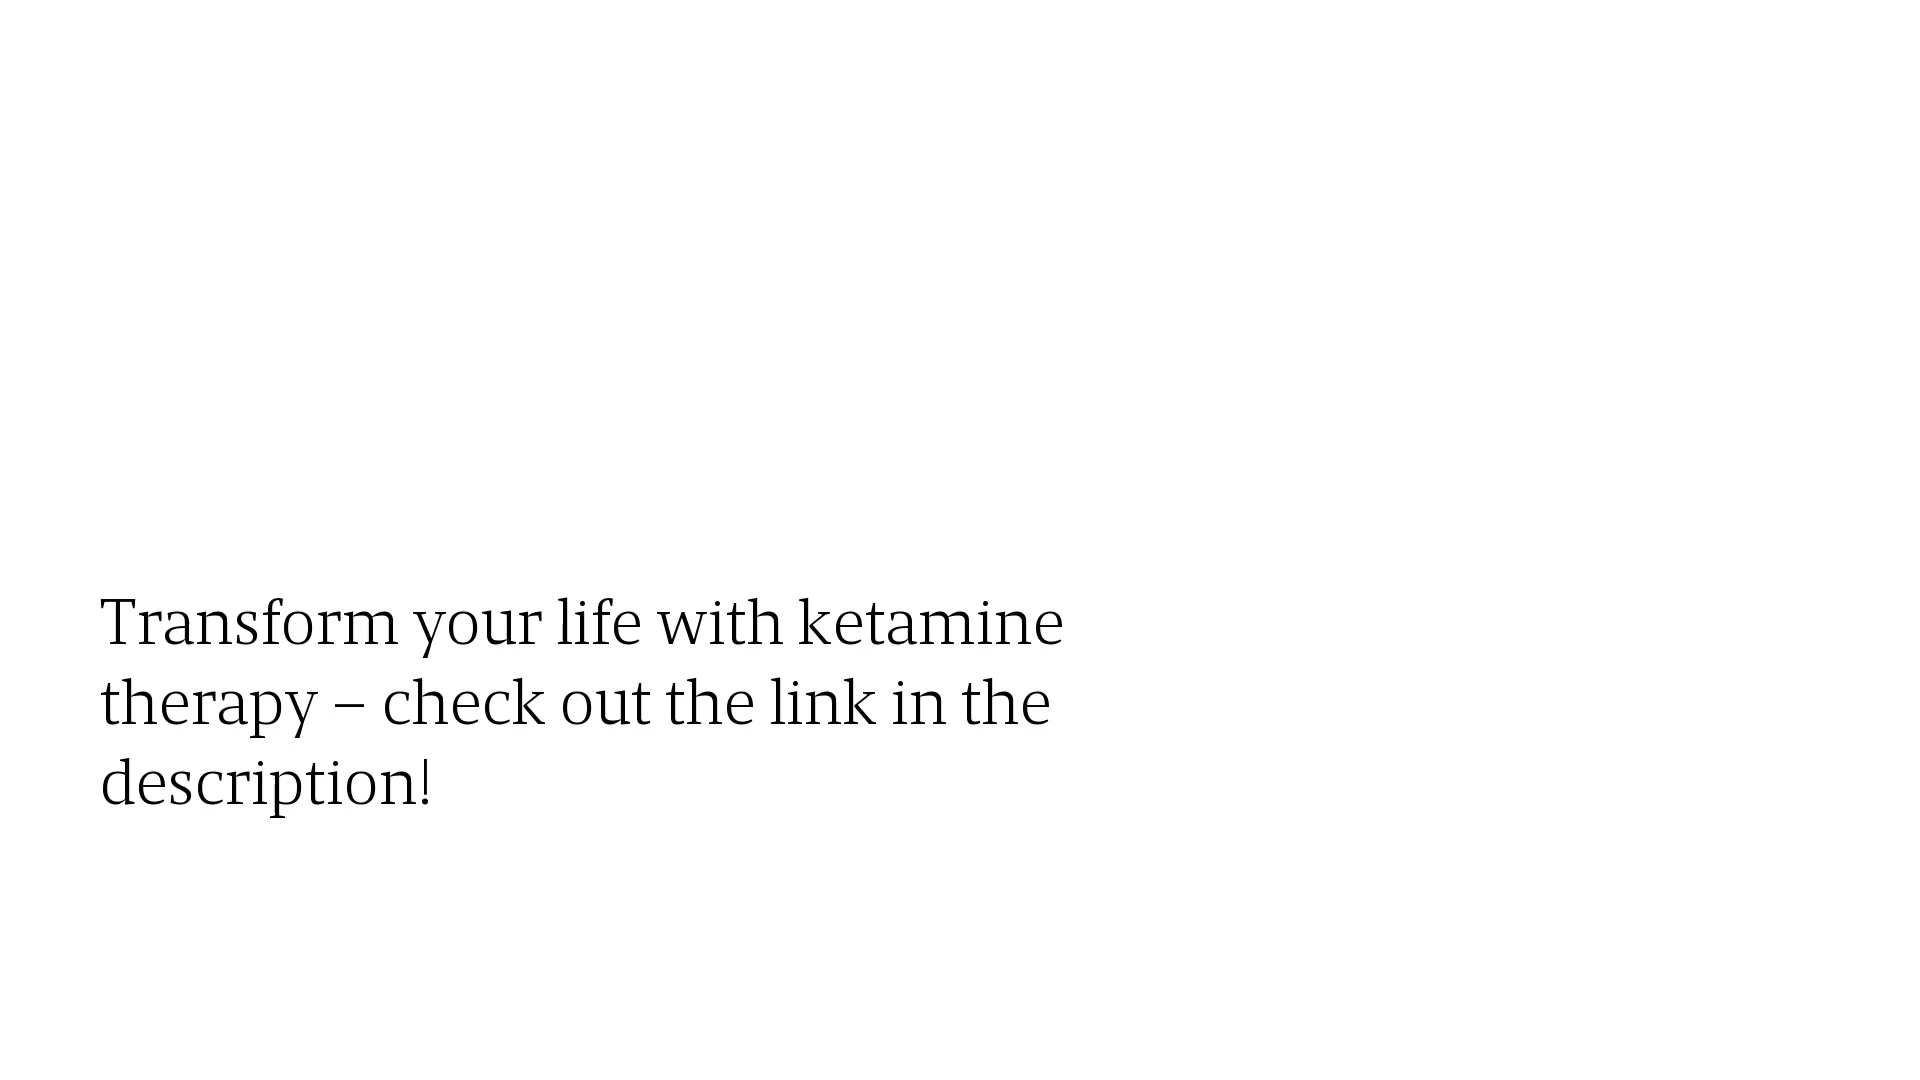 Transform your life with ketamine
therapy – check out the link in the
description!